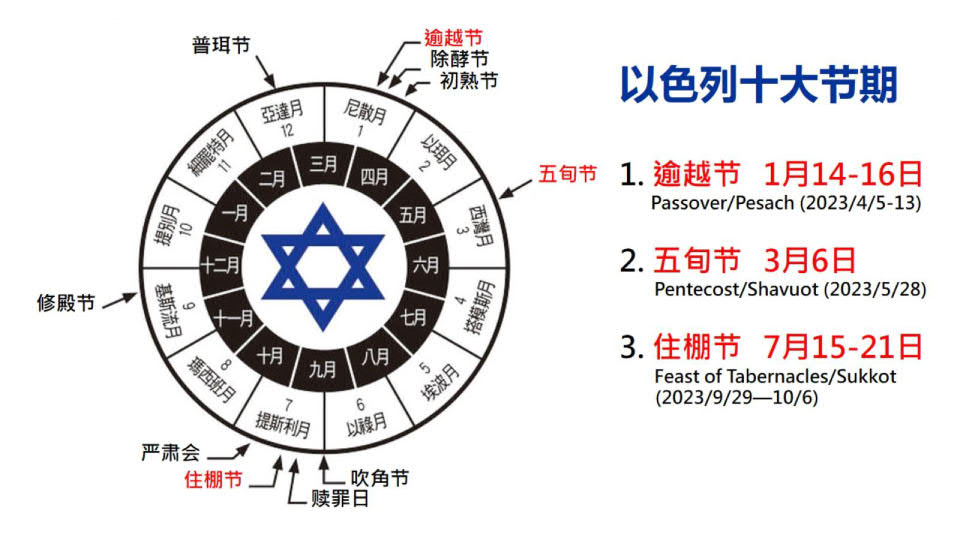 以色列十大节期
1. 逾越节 1月14-16日
Passover/Pesach (2023/4/5-13)
2. 五旬节 3月6日
Pentecost/Shavuot (2023/5/28)
3. 住棚节 7月15-21日
Feast of Tabernacles/Sukkot
(2023/9/29—10/6)
普珥节
逾越节
除酵节
初熟节
五旬节
修殿节
严肃会
住棚节
赎罪日
吹角节
尼散月
1
以珥月
2
西灣月
3
搭模斯月
4
埃波月
5
以祿月
6
提斯利月
7
瑪西班月
8
基斯流月
9
提別月
10
細罷特月
11
亞達月
12
三月
四月
五月
六月
七月
八月
九月
十月
十一月
十二月
一月
二月